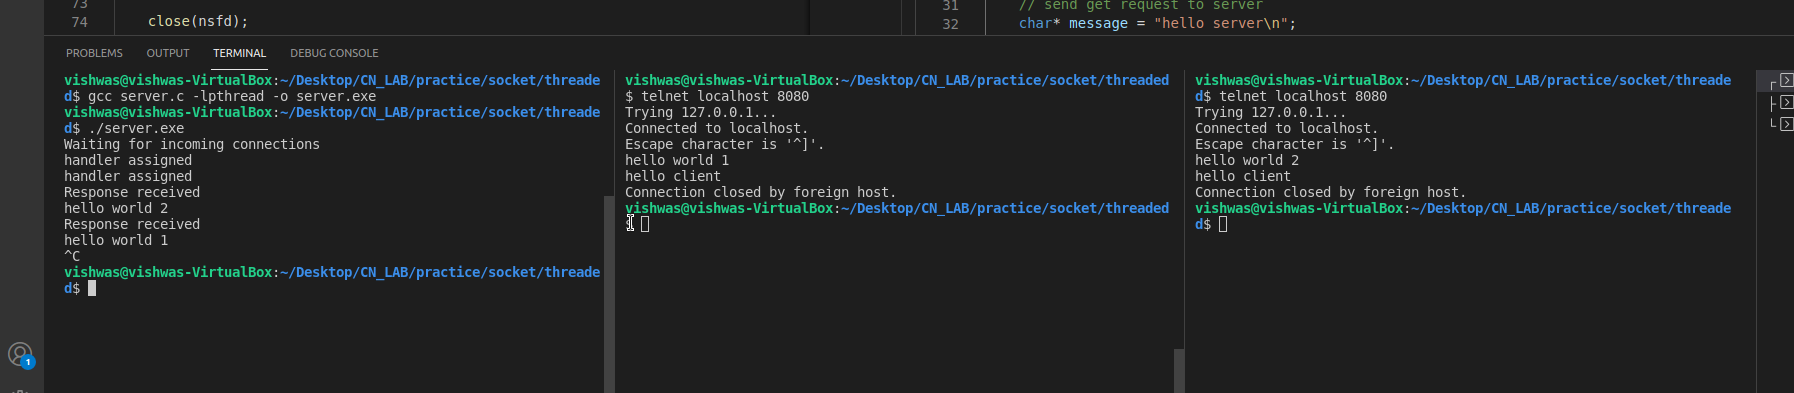 73
74 close(nsfd);
31 // send get request to server
32 char* message = "hello server\n";
PROBLEMS OUTPUT TERMINAL DEBUG CONSOLE
vishwas@vishwas-VirtualBox:~/Desktop/CN_LAB/practice/socket/threade
d$ gcc server.c -lpthread -o server.exe
vishwas@vishwas-VirtualBox:~/Desktop/CN_LAB/practice/socket/threade
d$ ./server.exe
Waiting for incoming connections
handler assigned
handler assigned
Response received
hello world 2
Response received
hello world 1
^C
vishwas@vishwas-VirtualBox:~/Desktop/CN_LAB/practice/socket/threade
d$
vishwas@vishwas-VirtualBox:~/Desktop/CN_LAB/practice/socket/threaded
$ telnet localhost 8080
Trying 127.0.0.1...
Connected to localhost.
Escape character is '^]'.
hello world 1
hello client
Connection closed by foreign host.
vishwas@vishwas-VirtualBox:~/Desktop/CN_LAB/practice/socket/threaded
$
vishwas@vishwas-VirtualBox:~/Desktop/CN_LAB/practice/socket/threade
d$ telnet localhost 8080
Trying 127.0.0.1...
Connected to localhost.
Escape character is '^]'.
hello world 2
hello client
Connection closed by foreign host.
vishwas@vishwas-VirtualBox:~/Desktop/CN_LAB/practice/socket/threade
d$
1